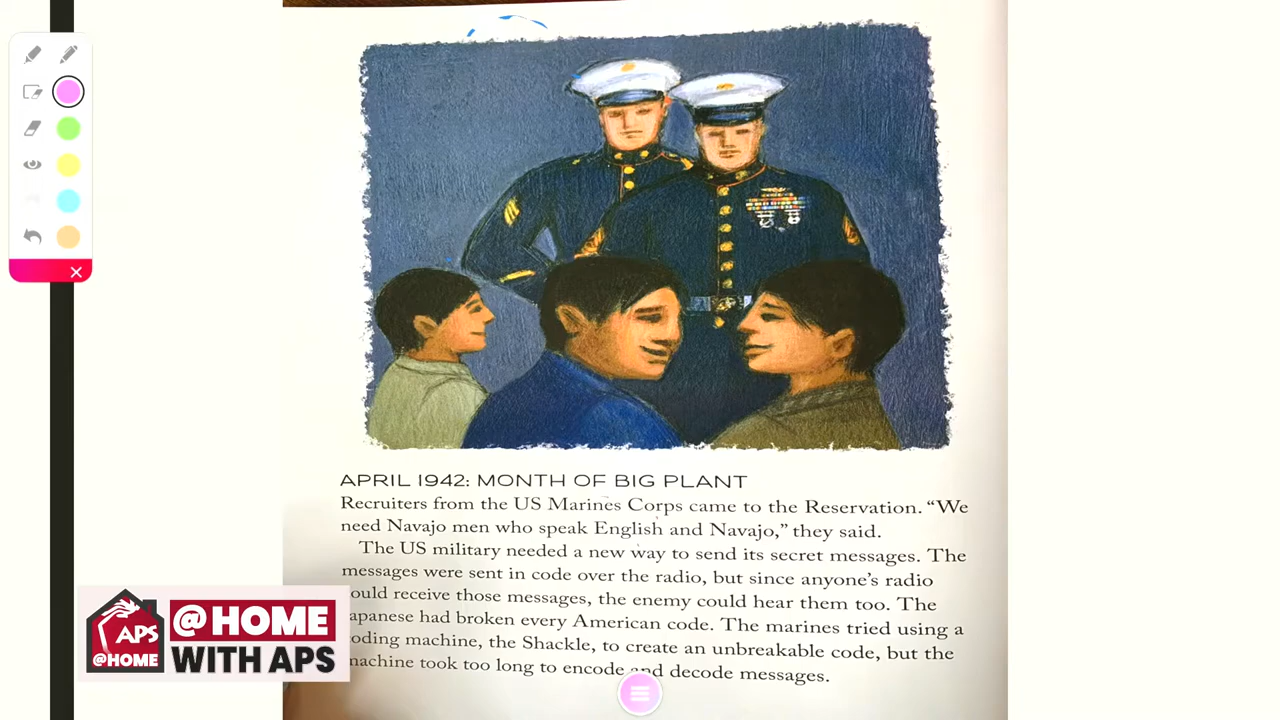 APRIL 1942: MONTH OF BIG PLANT
Recruiters from the US Marines Corps came to the Reservation. “We
need Navajo men who speak English and Navajo,” they said.
The US military needed a new way to send its secret messages. The
messages were sent in code over the radio, but since anyone’s radio
ould receive those messages, the enemy could hear them too. The
apanese had broken every American code. The marines tried using a
oding machine, the Shackle, to create an unbreakable code, but the
machine took too long to encode and decode messages.
APS
@HOME
@HOME
WITH APS